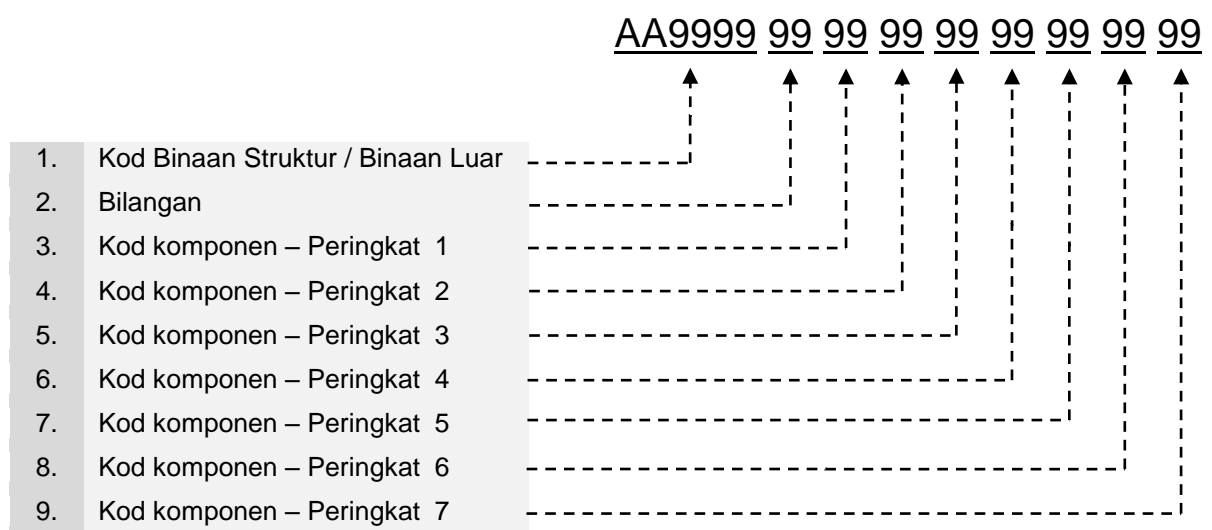 AA9999 99 99 99 99 99 99 99 99
1. Kod Binaan Struktur / Binaan Luar
2. Bilangan
3. Kod komponen – Peringkat 1
4. Kod komponen – Peringkat 2
5. Kod komponen – Peringkat 3
6. Kod komponen – Peringkat 4
7. Kod komponen – Peringkat 5
8. Kod komponen – Peringkat 6
9. Kod komponen – Peringkat 7